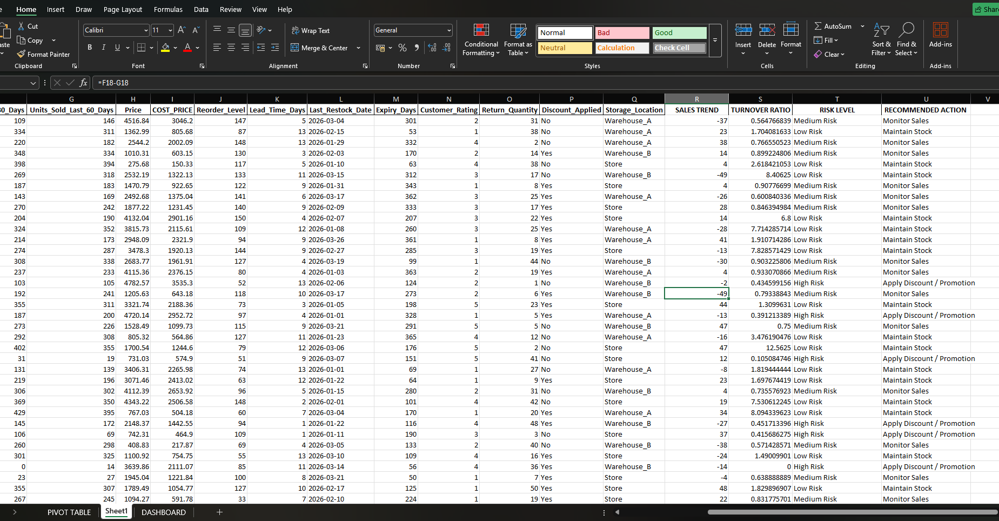 Home Insert Draw Page Layout Formulas Data Review View Help
Cut
Copy
Format Painter
Clipboard
Calibri 11
B I U
Font
Wrap Text
Merge & Center
Alignment
General
Number
Conditional Formatting
Format as Table
Normal Bad Good
Neutral Calculation Check Cell
Styles
Insert Delete Format
Cells
AutoSum
Fill
Clear
Sort & Filter
Find & Select
Editing
Add-ins
Add-ins
fx =F18-G18
G H I J K L M N O P Q R S T U V
Units_Sold_Last_60_Days Price COST_PRICE Reorder_Level Lead_Time_Days Last_Restock_Date Expiry_Days Customer_Rating Return_Quantity Discount_Applied Storage_Location SALES TREND TURNOVER RATIO RISK LEVEL RECOMMENDED ACTION
109 146 4516.84 3046.2 147 5 2026-03-04 301 2 31 No Warehouse_A -37 0.564766839 Medium Risk Monitor Sales
334 311 1362.99 805.68 87 13 2026-02-15 53 1 38 No Warehouse_A 23 1.704081633 Low Risk Maintain Stock
220 182 2544.2 2002.09 148 13 2026-01-29 332 4 2 No Warehouse_A 38 0.766550523 Medium Risk Monitor Sales
348 334 1010.31 603.15 130 3 2026-02-03 170 2 14 Yes Warehouse_B 14 0.899224806 Medium Risk Monitor Sales
398 394 275.68 150.33 117 5 2026-01-10 63 4 38 No Store 4 2.618421053 Low Risk Maintain Stock
269 318 2532.19 1322.13 133 11 2026-03-15 312 3 17 No Warehouse_B -49 8.40625 Low Risk Maintain Stock
187 183 1470.79 922.65 122 9 2026-01-31 343 1 8 Yes Store 4 0.90776699 Medium Risk Monitor Sales
143 169 2492.68 1375.04 141 6 2026-03-17 362 3 25 Yes Warehouse_A -26 0.600840336 Medium Risk Monitor Sales
270 242 1877.22 1231.45 140 9 2026-02-09 333 3 17 Yes Store 28 0.846394984 Medium Risk Monitor Sales
204 190 4132.04 2901.16 150 4 2026-02-07 207 3 22 Yes Store 14 6.8 Low Risk Maintain Stock
324 352 3815.73 2115.61 109 12 2026-01-08 260 3 25 Yes Warehouse_A -28 7.714285714 Low Risk Maintain Stock
214 173 2948.09 2321.9 94 9 2026-03-26 361 1 8 Yes Warehouse_A 41 1.910714286 Low Risk Maintain Stock
274 287 3478.3 1920.13 144 9 2026-02-27 285 3 19 Yes Store -13 7.828571429 Low Risk Maintain Stock
308 338 2683.77 1961.91 127 4 2026-03-19 99 1 44 No Warehouse_B -30 0.903225806 Medium Risk Monitor Sales
237 233 4115.36 2376.15 80 4 2026-01-03 363 2 19 Yes Warehouse_A 4 0.933070866 Medium Risk Monitor Sales
103 105 4782.57 3535.3 52 13 2026-02-06 124 2 1 No Warehouse_B -2 0.434599156 High Risk Apply Discount / Promotion
192 241 1205.63 643.18 118 10 2026-03-17 273 2 6 Yes Warehouse_B -49 0.79338843 Medium Risk Monitor Sales
355 311 3321.74 2188.36 73 3 2026-01-05 198 5 23 Yes Store 44 1.3099631 Low Risk Maintain Stock
187 200 4720.14 2952.72 97 4 2026-01-01 328 1 5 Yes Warehouse_A -13 0.391213389 High Risk Apply Discount / Promotion
273 226 1528.49 1099.73 115 9 2026-03-21 291 5 5 No Warehouse_B 47 0.75 Medium Risk Monitor Sales
292 308 805.32 564.86 127 11 2026-01-23 365 4 12 No Warehouse_A -16 3.476190476 Low Risk Maintain Stock
402 355 1700.54 1244.6 79 12 2026-03-06 176 5 2 No Store 47 12.5625 Low Risk Maintain Stock
31 19 731.03 574.9 51 9 2026-03-07 151 5 41 No Store 12 0.105084746 High Risk Apply Discount / Promotion
131 139 3406.31 2265.98 74 13 2026-01-01 69 1 27 No Warehouse_A -8 1.819444444 Low Risk Maintain Stock
219 196 3071.46 2413.02 63 12 2026-01-22 64 1 9 Yes Store 23 1.697674419 Low Risk Maintain Stock
306 302 4112.39 2653.92 96 5 2026-01-15 280 2 31 No Warehouse_B 4 0.735576923 Medium Risk Monitor Sales
369 350 4343.22 2506.58 148 2 2026-02-01 101 4 42 No Store 19 7.530612245 Low Risk Maintain Stock
429 395 767.03 504.18 60 7 2026-03-04 170 1 20 Yes Warehouse_A 34 8.094339623 Low Risk Maintain Stock
145 172 2148.37 1442.55 94 1 2026-01-22 116 4 48 Yes Warehouse_B -27 0.451713396 High Risk Apply Discount / Promotion
106 69 742.31 464.9 109 1 2026-01-11 190 3 3 No Store 37 0.415686275 High Risk Apply Discount / Promotion
260 298 408.83 217.87 69 4 2026-03-05 133 2 40 No Warehouse_B -38 0.571428571 Medium Risk Monitor Sales
301 325 1100.92 754.75 55 13 2026-03-10 109 4 16 Yes Store -24 1.49009901 Low Risk Maintain Stock
0 14 3639.86 2111.07 85 11 2026-03-14 56 4 36 Yes Warehouse_B -14 0 High Risk Apply Discount / Promotion
23 27 1945.04 1221.84 100 8 2026-03-21 50 1 7 Yes Store -4 0.638888889 Medium Risk Monitor Sales
355 307 1789.49 1054.77 127 10 2026-02-17 125 1 50 Yes Store 48 1.829896907 Low Risk Maintain Stock
267 245 1094.27 591.78 33 7 2026-02-10 224 1 19 Yes Store 22 0.831775701 Medium Risk Monitor Sales
PIVOT TABLE Sheet1 DASHBOARD